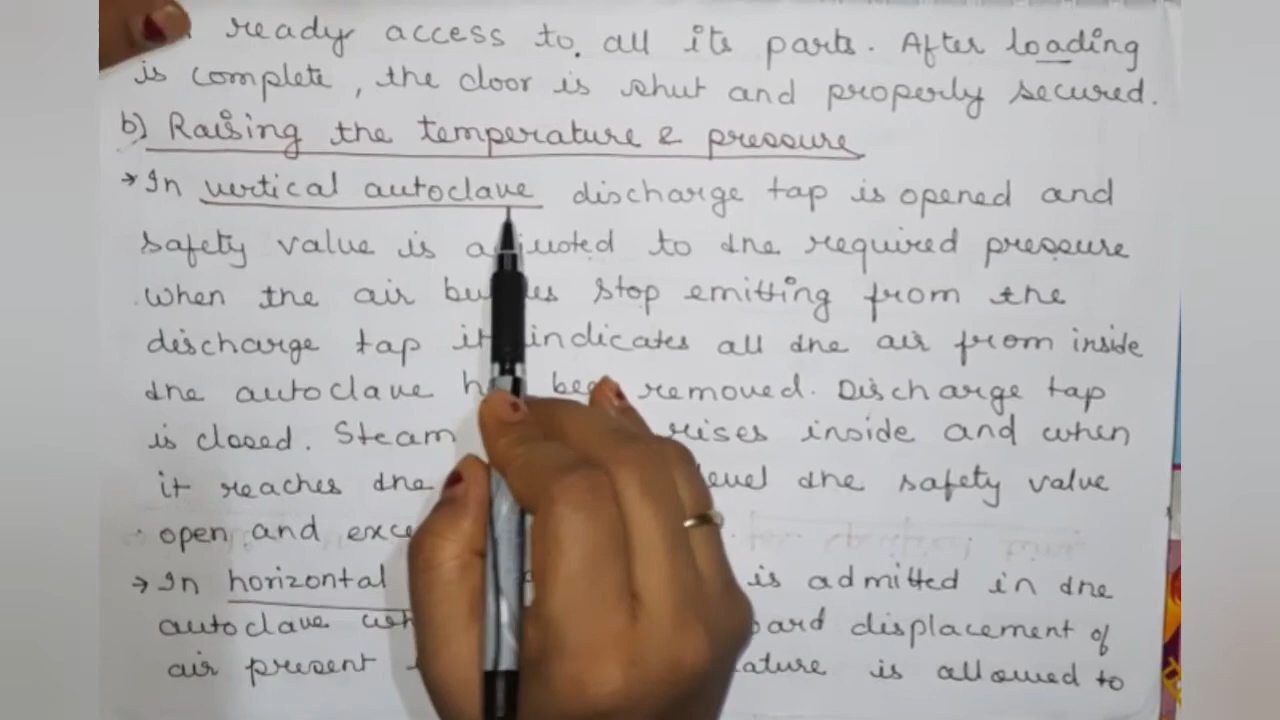 ready access to all its parts. After loading
is complete, the door is shut and properly secured.
b) Raising the temperature & pressure
→ In vertical autoclave discharge tap is opened and
safety value is adjusted to the required pressure
when the air bubbles stop emitting from the
discharge tap it indicates all the air from inside
the autoclave has been removed. Discharge tap
is closed. Steam rises inside and when
it reaches the level the safety value
open and
→ In horizontal is admitted in the
autoclave displacement of
air present is allowed to